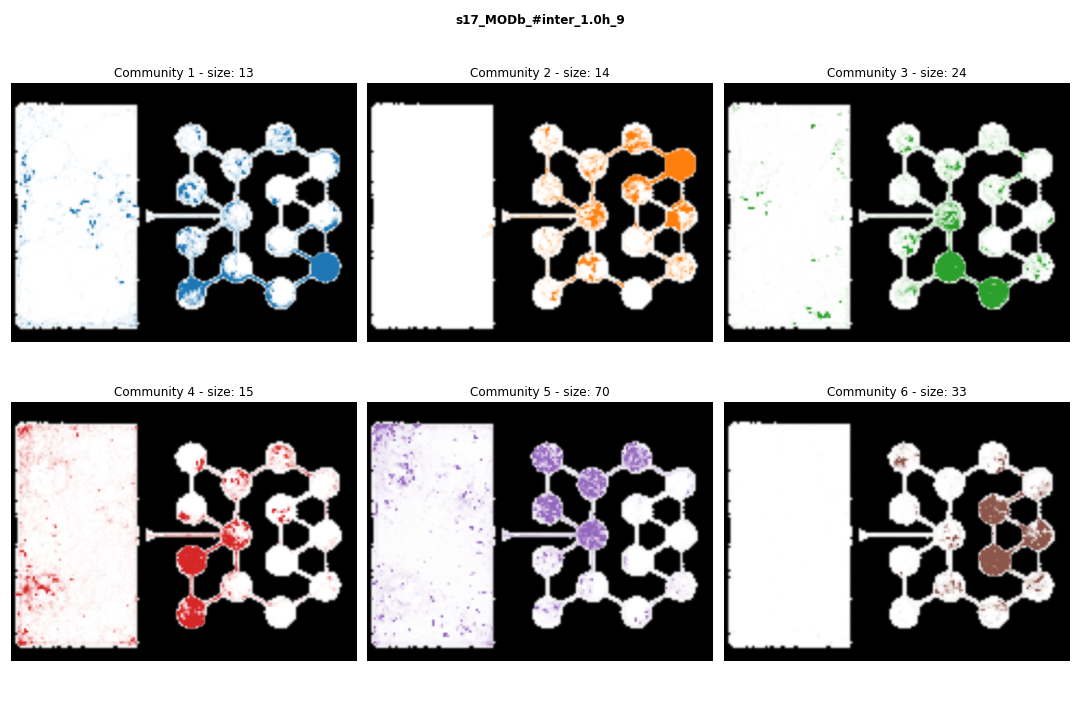 s17_MODb_#inter_1.0h_9
Community 1 - size: 13
Community 2 - size: 14
Community 3 - size: 24
Community 4 - size: 15
Community 5 - size: 70
Community 6 - size: 33